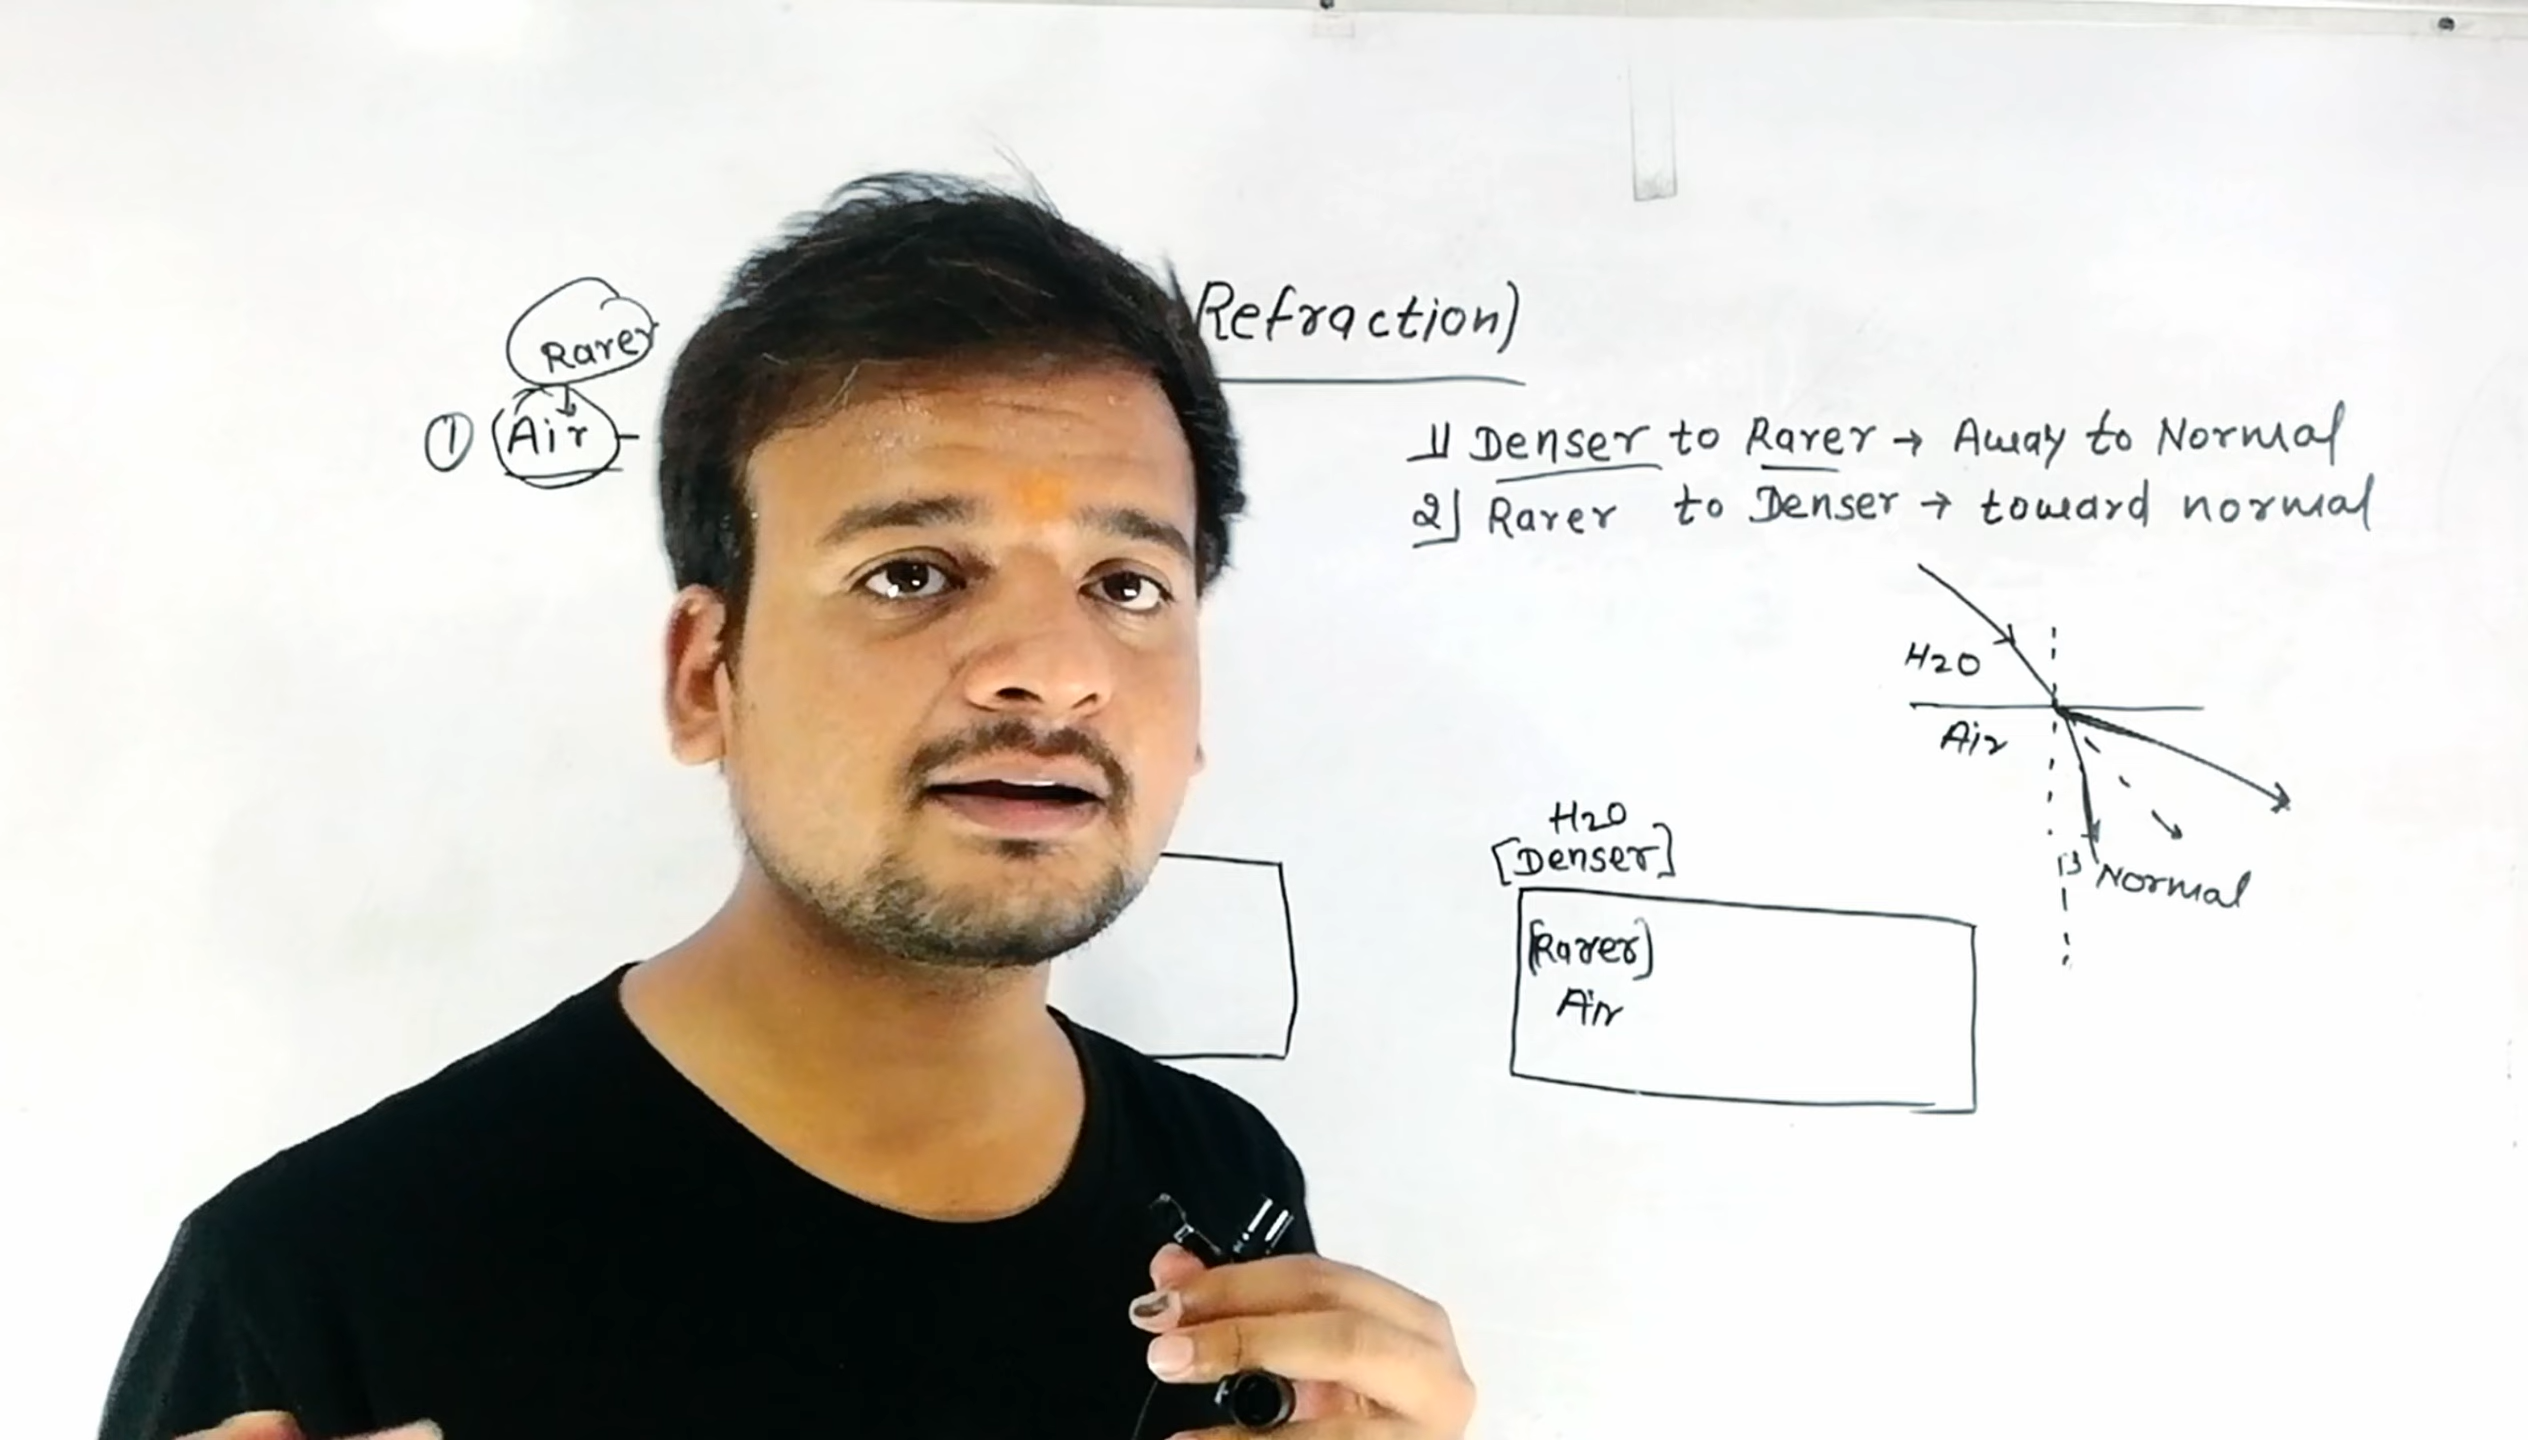 Refraction)
Rarer
① Air
1) Denser to Rarer → Away to Normal
2) Rarer to Denser → toward normal
H2O
Air
Normal
H2O
[Denser]
[Rarer]
Air